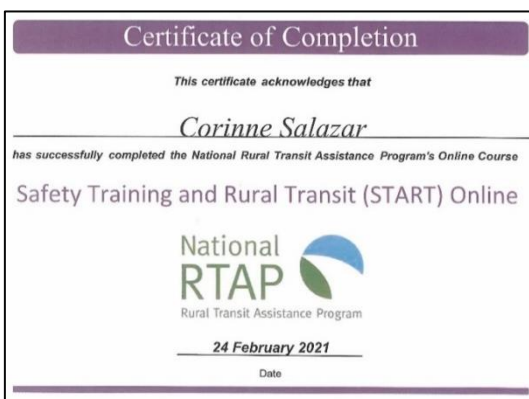 Certificate of Completion
This certificate acknowledges that
Corinne Salazar
has successfully completed the National Rural Transit Assistance Program's Online Course
Safety Training and Rural Transit (START) Online
National
RTAP
Rural Transit Assistance Program
24 February 2021
Date